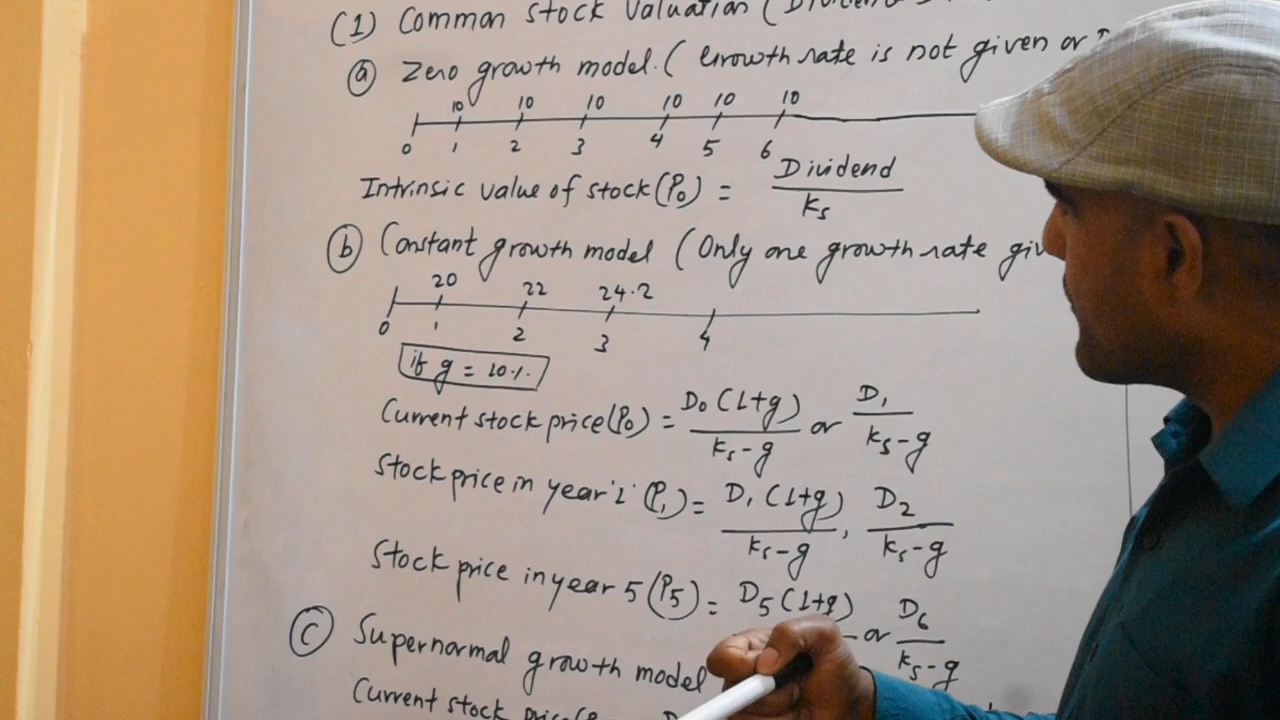 (1) Common Stock Valuation (Dividend
(a) Zero growth model. ( Growth rate is not given or
10 10 10 10 10 10
0 1 2 3 4 5 6
Intrinsic value of stock (P₀) = Dividend / kₛ
(b) Constant growth model ( Only one growth rate giv
20 22 24.2
0 1 2 3 4
if g = 10%
Current stock price (P₀) = D₀ (1+g) / kₛ-g or D₁ / kₛ-g
Stock price in year '1' (P₁) = D₁ (1+g) / kₛ-g , D₂ / kₛ-g
Stock price in year 5 (P₅) = D₅ (1+g) or D₆ / kₛ-g
(c) Supernormal growth model
Current stock price (P